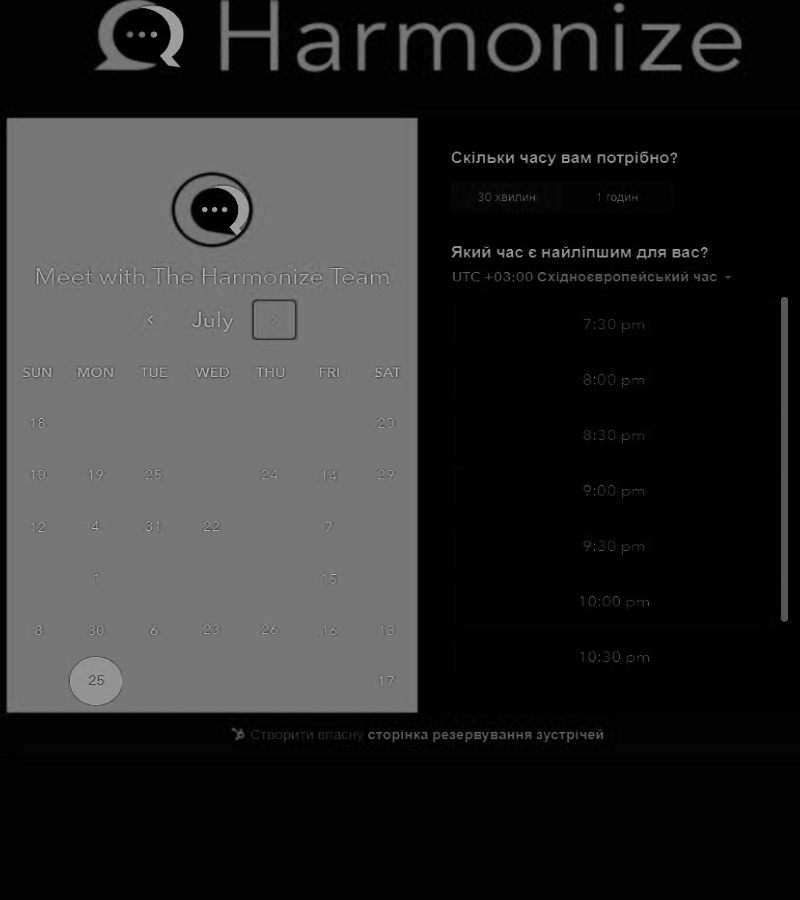 Harmonize
Meet with The Harmonize Team
July
SUN MON TUE WED THU FRI SAT
18 20
10 19 25 24 14 29
12 4 31 22 7
1 15
8 30 6 23 26 16 13
25 17
Скільки часу вам потрібно?
30 хвилин 1 годин
Який час є найліпшим для вас?
UTC +03:00 Східноєвропейський час
7:30 pm
8:00 pm
8:30 pm
9:00 pm
9:30 pm
10:00 pm
10:30 pm
Створити власну сторінка резервування зустрічей